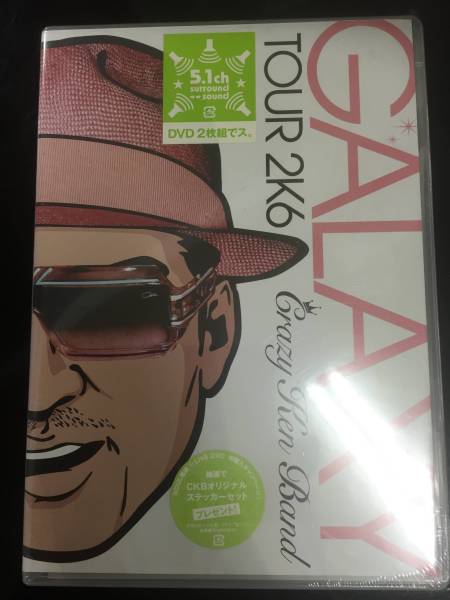 GALAXY
TOUR 2K6
Crazy Ken Band
5.1ch
surround
sound
DVD 2枚組でス。
抽選で
CKBオリジナル
ステッカーセット
プレゼント!